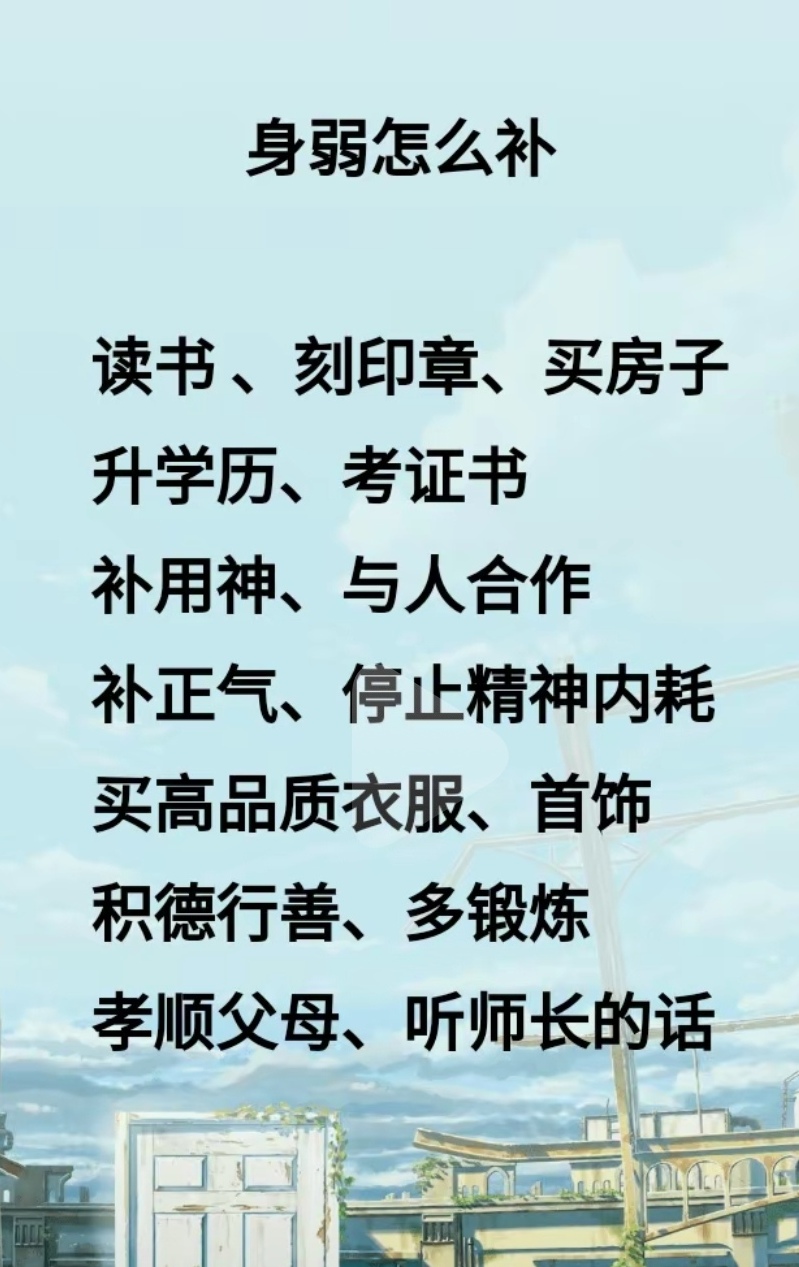 身弱怎么补
读书、刻印章、买房子
升学历、考证书
补用神、与人合作
补正气、停止精神内耗
买高品质衣服、首饰
积德行善、多锻炼
孝顺父母、听师长的话